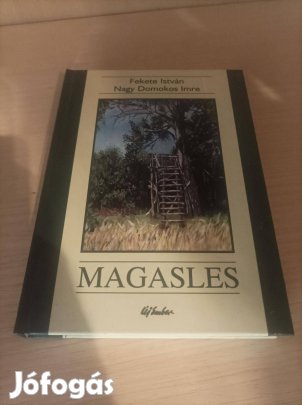 Fekete István
Nagy Domokos Imre
MAGASLES
Új Ember
Jófogás